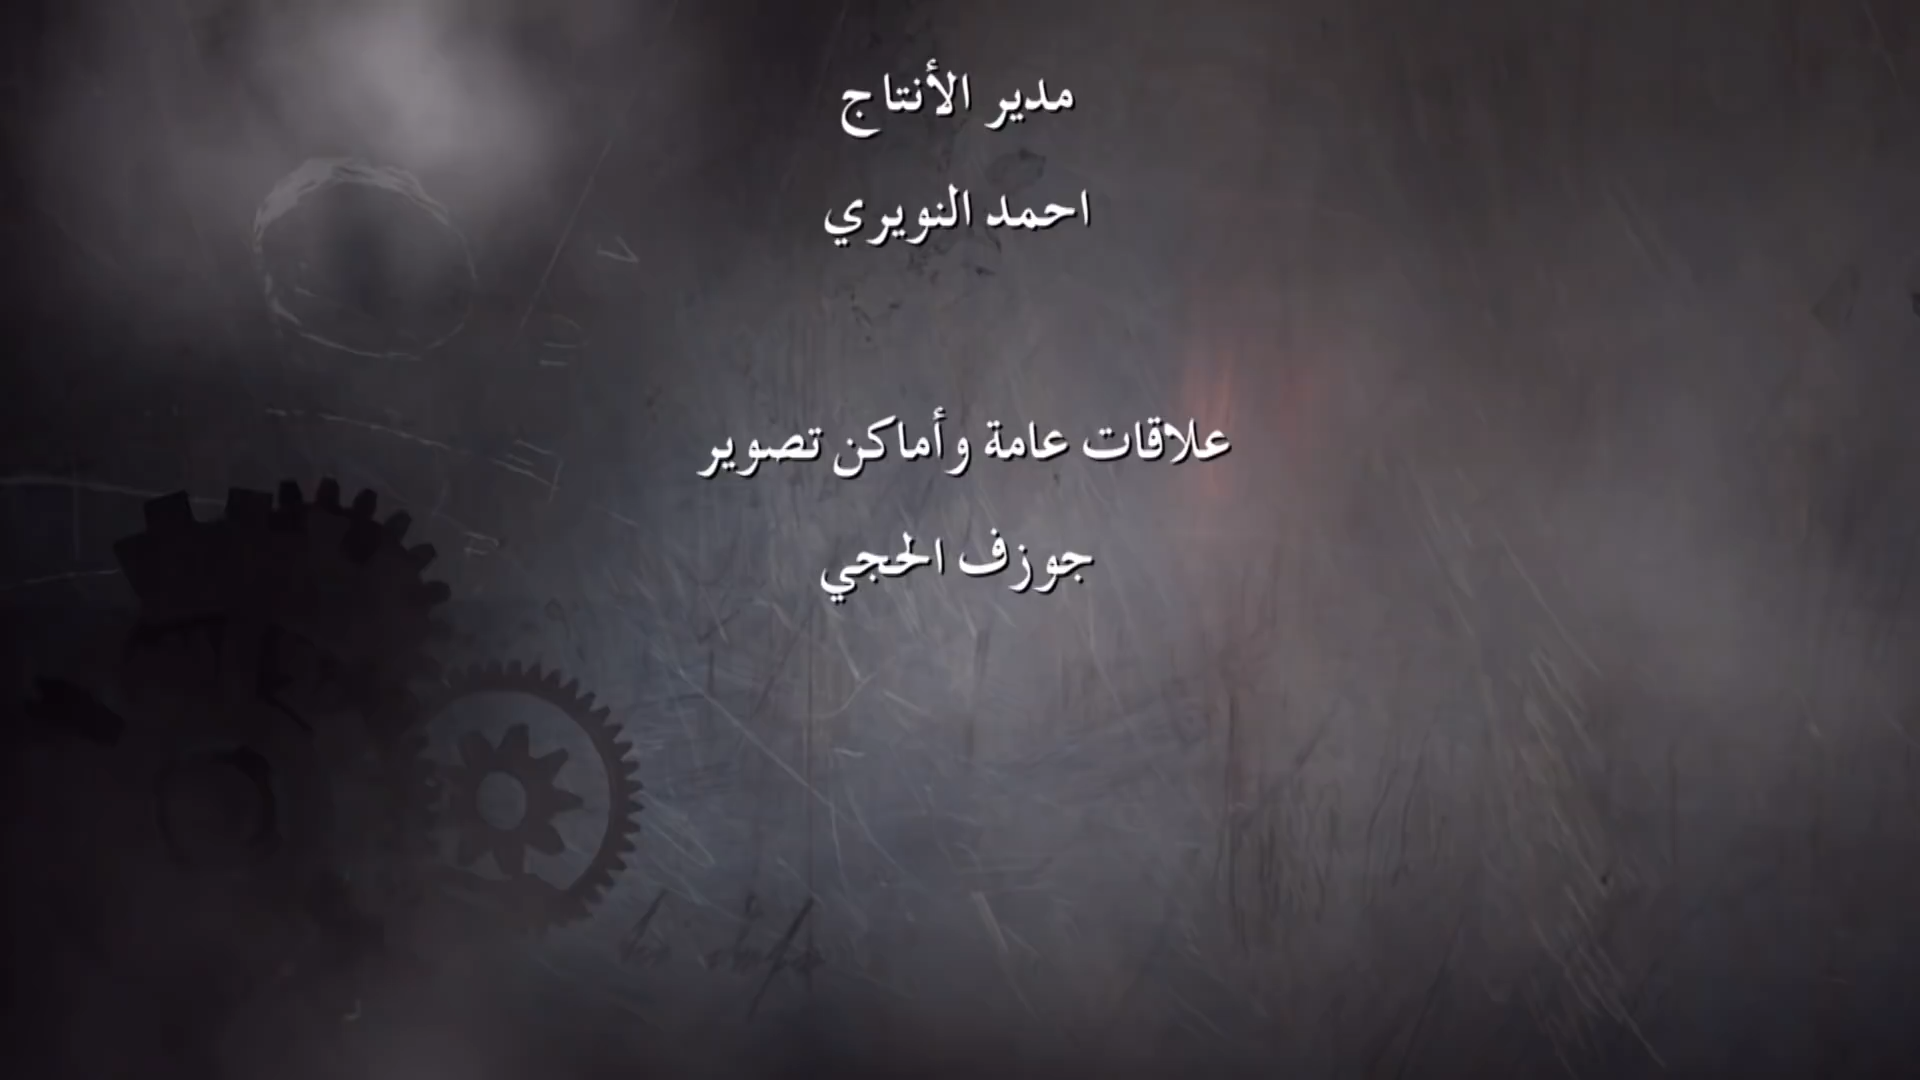 مدير الأنتاج
احمد النويري
علاقات عامة وأماكن تصوير
جوزف الحجي